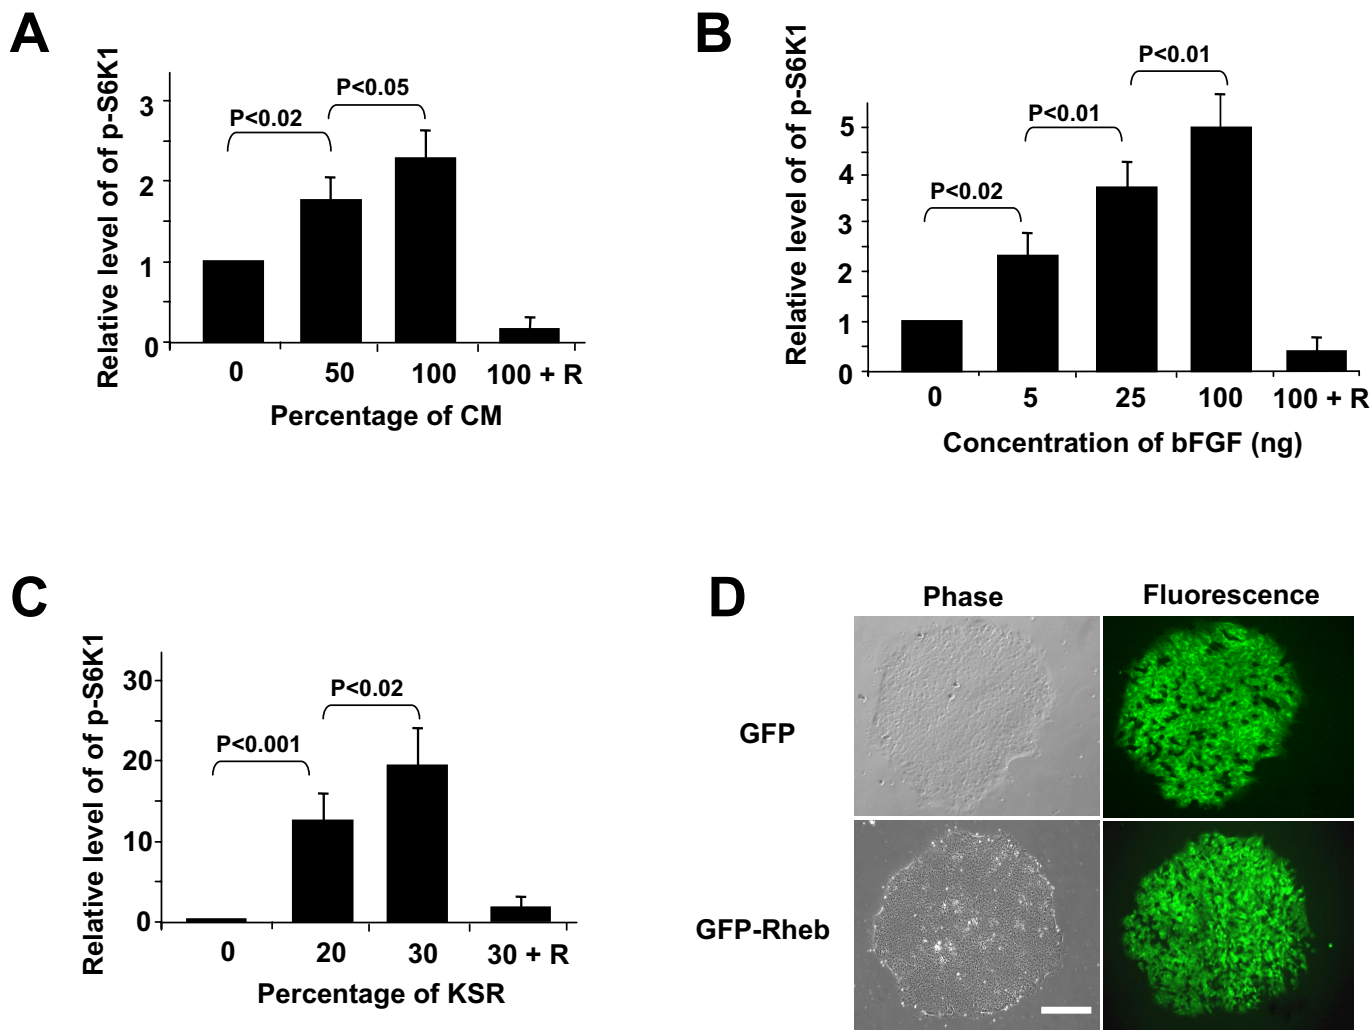 A
Relative level of of p-S6K1
3
2
1
0
P<0.02
P<0.05
0 50 100 100 + R
Percentage of CM
B
Relative level of of p-S6K1
5
4
3
2
1
0
P<0.02
P<0.01
P<0.01
0 5 25 100 100 + R
Concentration of bFGF (ng)
C
Relative level of of p-S6K1
30
20
10
0
P<0.001
P<0.02
0 20 30 30 + R
Percentage of KSR
D
Phase Fluorescence
GFP
GFP-Rheb